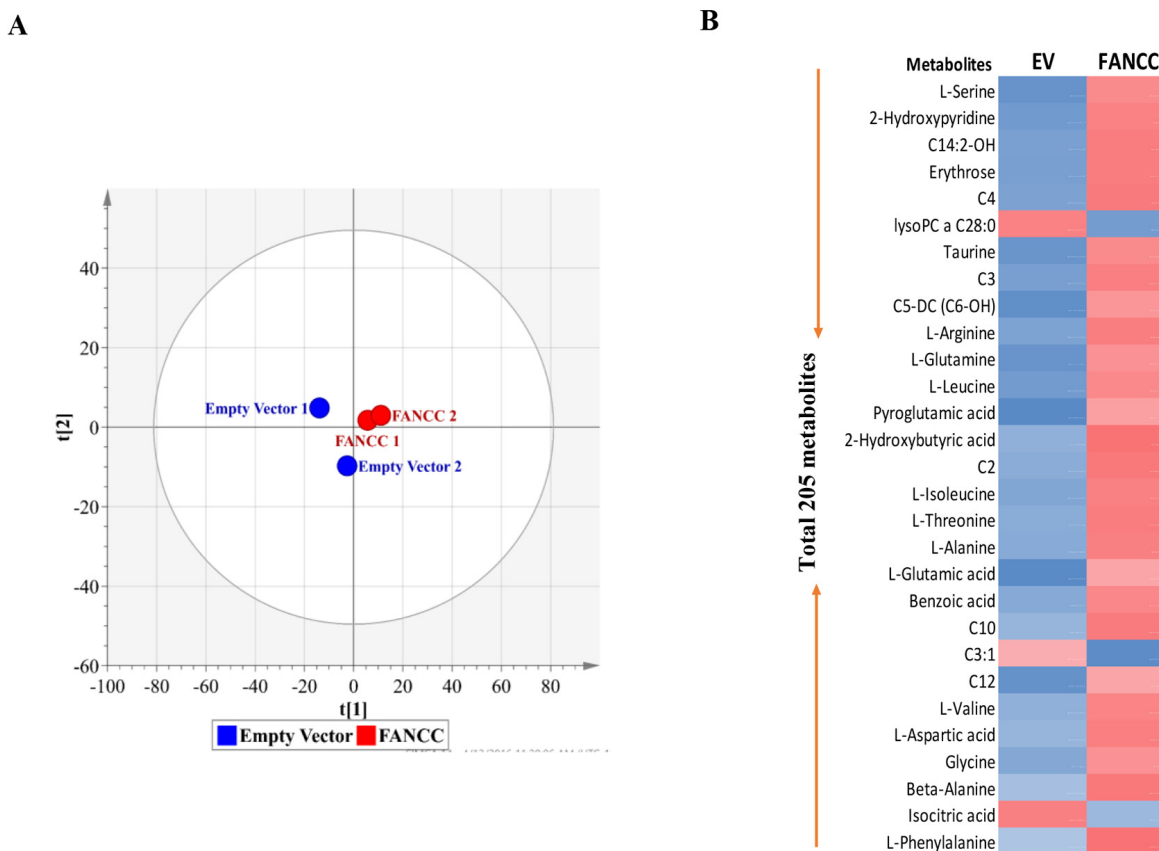 A
B
40
20
0
-20
-40
-60
t[2]
Empty Vector 1
FANCC 2
FANCC 1
Empty Vector 2
-100 -80 -60 -40 -20 0 20 40 60 80
t[1]
Empty Vector FANCC
Total 205 metabolites
Metabolites EV FANCC
L-Serine
2-Hydroxypyridine
C14:2-OH
Erythrose
C4
lysoPC a C28:0
Taurine
C3
C5-DC (C6-OH)
L-Arginine
L-Glutamine
L-Leucine
Pyroglutamic acid
2-Hydroxybutyric acid
C2
L-Isoleucine
L-Threonine
L-Alanine
L-Glutamic acid
Benzoic acid
C10
C3:1
C12
L-Valine
L-Aspartic acid
Glycine
Beta-Alanine
Isocitric acid
L-Phenylalanine